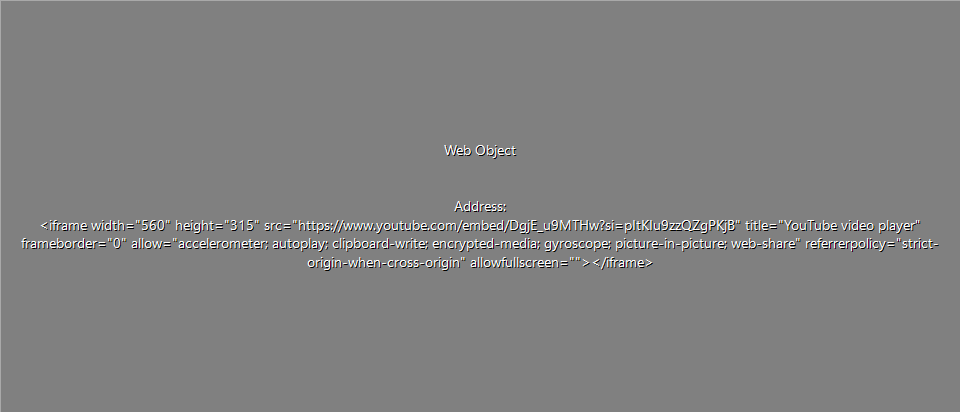 Web Object
Address:
<iframe width="560" height="315" src="https://www.youtube.com/embed/DgjE_u9MTHw?si=pItKIu9zzQZgPKjB" title="YouTube video player"
frameborder="0" allow="accelerometer; autoplay; clipboard-write; encrypted-media; gyroscope; picture-in-picture; web-share" referrerpolicy="strict-
origin-when-cross-origin" allowfullscreen=""></iframe>